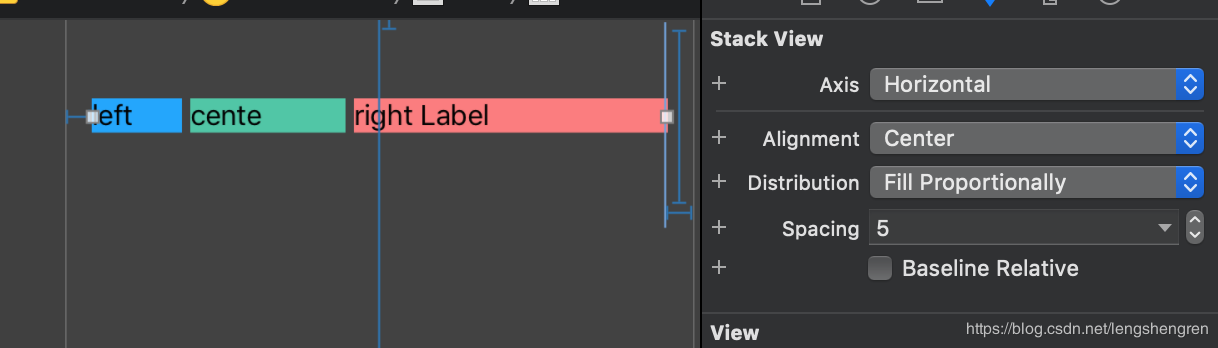 left cente right Label
Stack View
Axis Horizontal
Alignment Center
Distribution Fill Proportionally
Spacing 5
Baseline Relative
View
https://blog.csdn.net/lengshengren